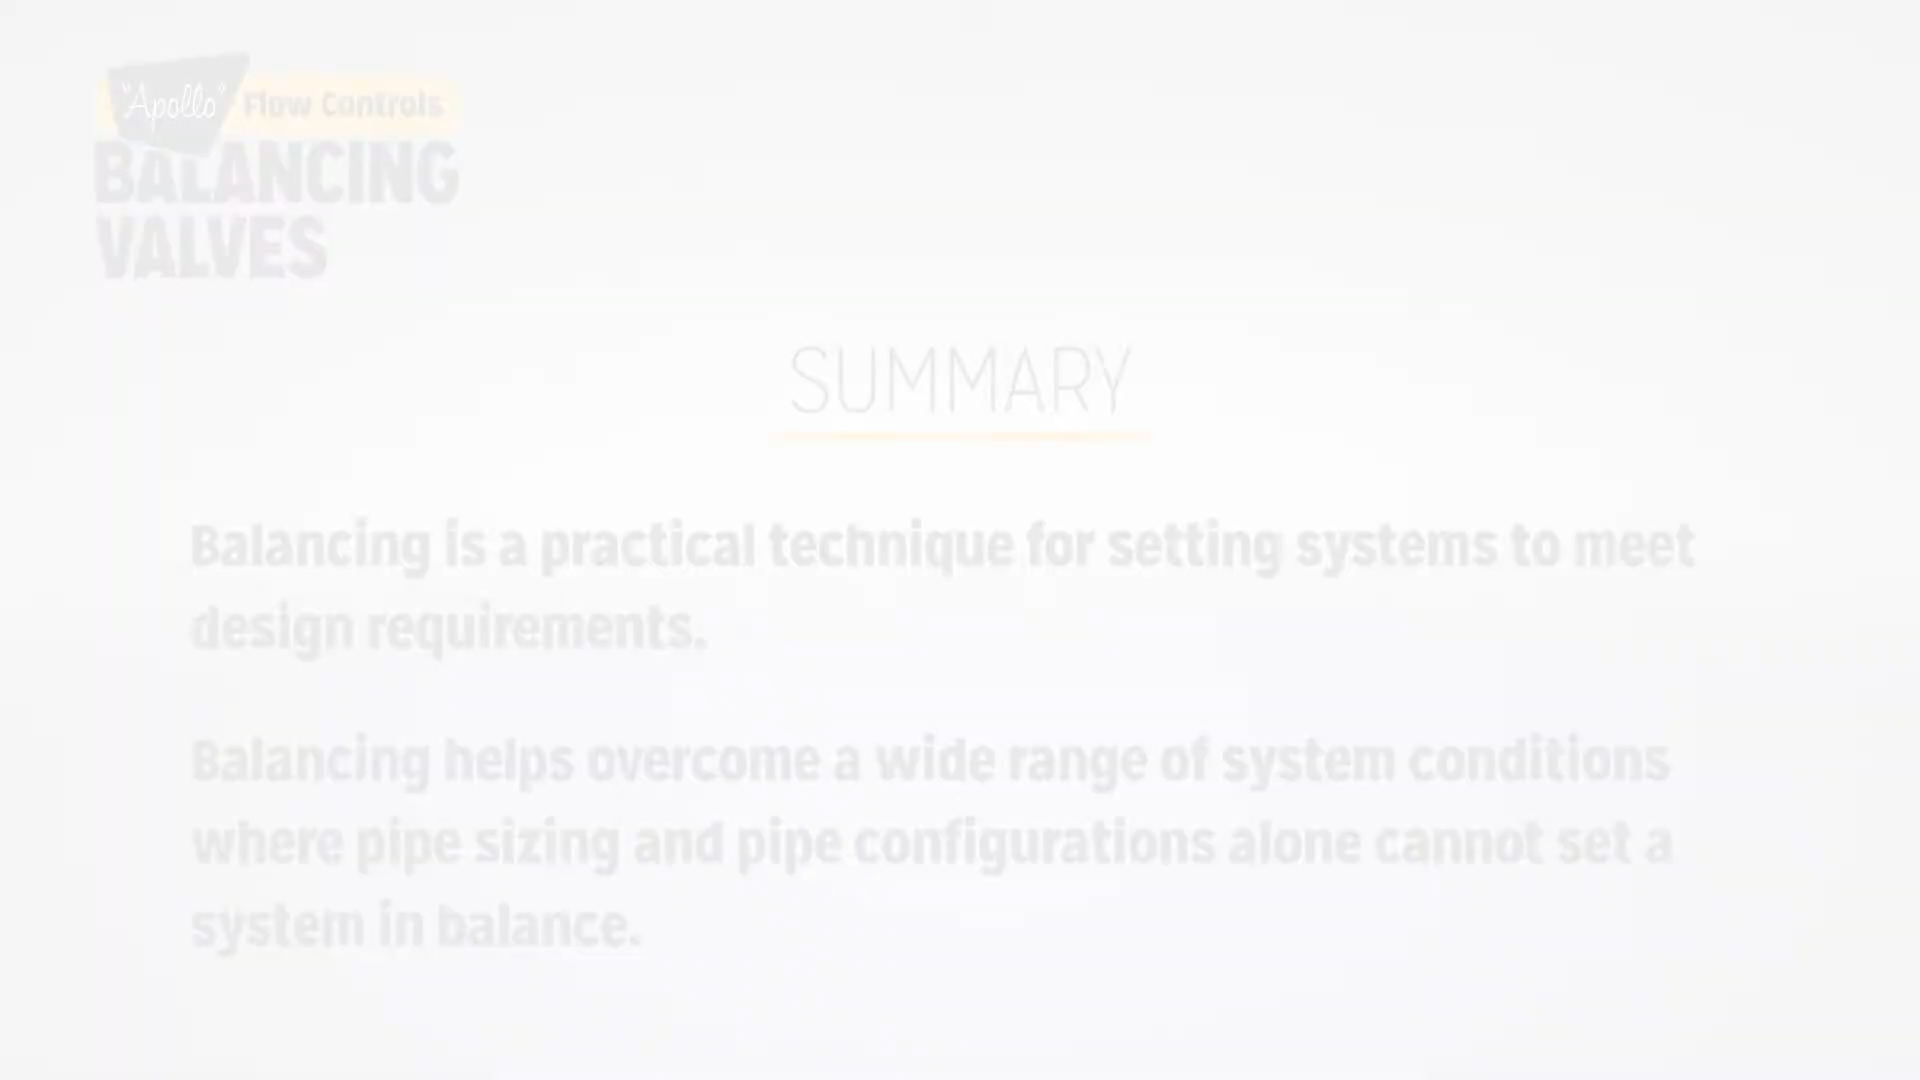 "Apollo" Flow Controls
BALANCING
VALVES
SUMMARY
Balancing is a practical technique for setting systems to meet
design requirements.
Balancing helps overcome a wide range of system conditions
where pipe sizing and pipe configurations alone cannot set a
system in balance.